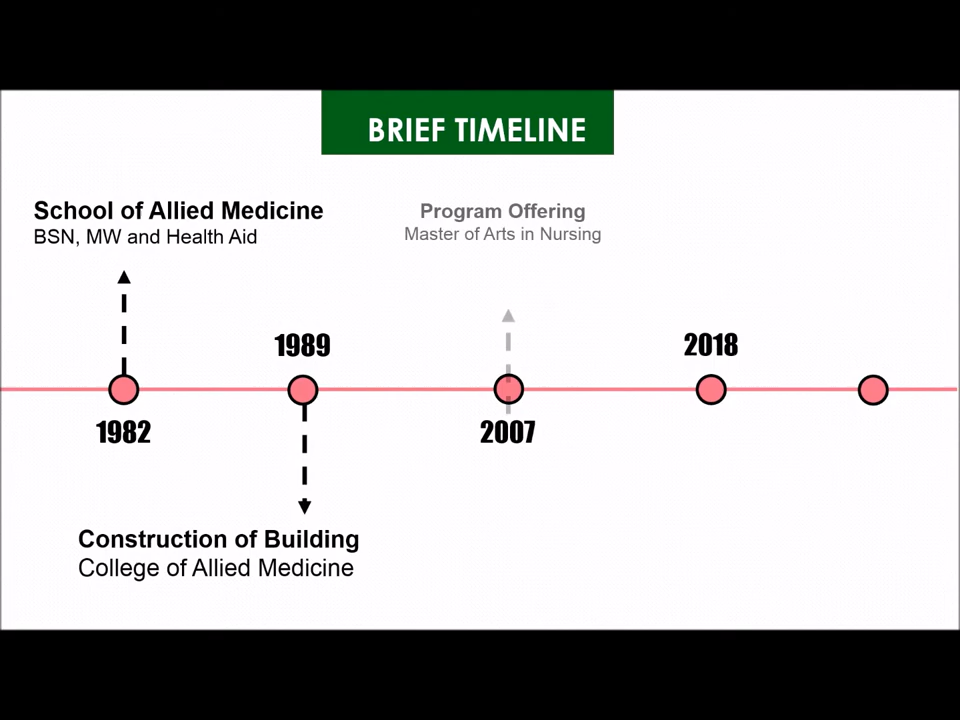 BRIEF TIMELINE
School of Allied Medicine
BSN, MW and Health Aid
Program Offering
Master of Arts in Nursing
1989
2018
1982
2007
Construction of Building
College of Allied Medicine